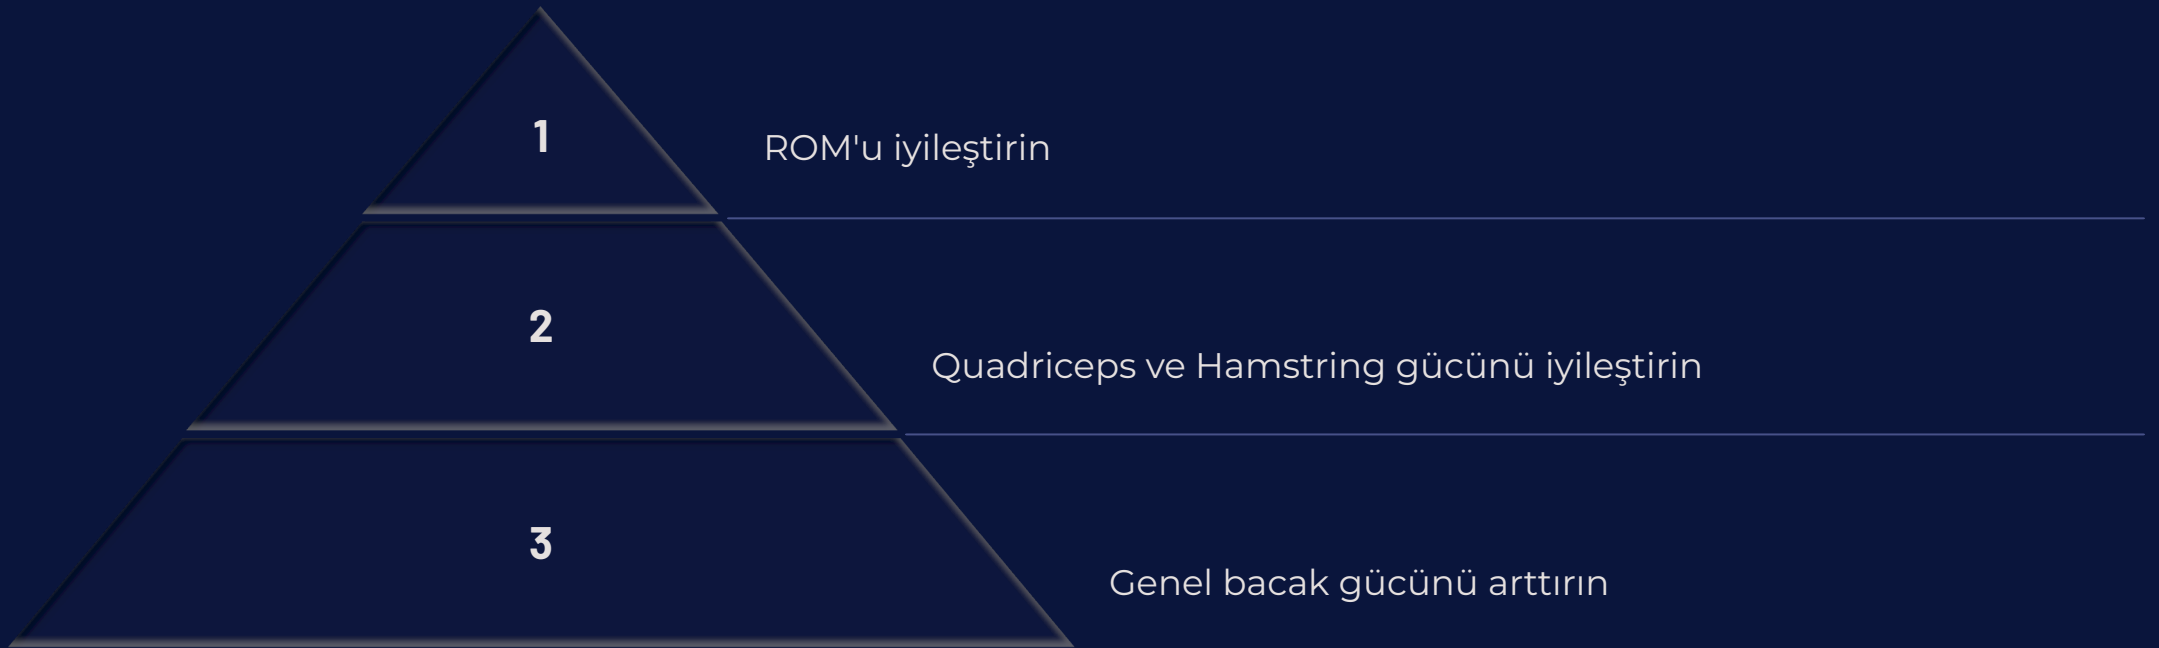 1
ROM'u iyileştirin
2
Quadriceps ve Hamstring gücünü iyileştirin
3
Genel bacak gücünü arttırın